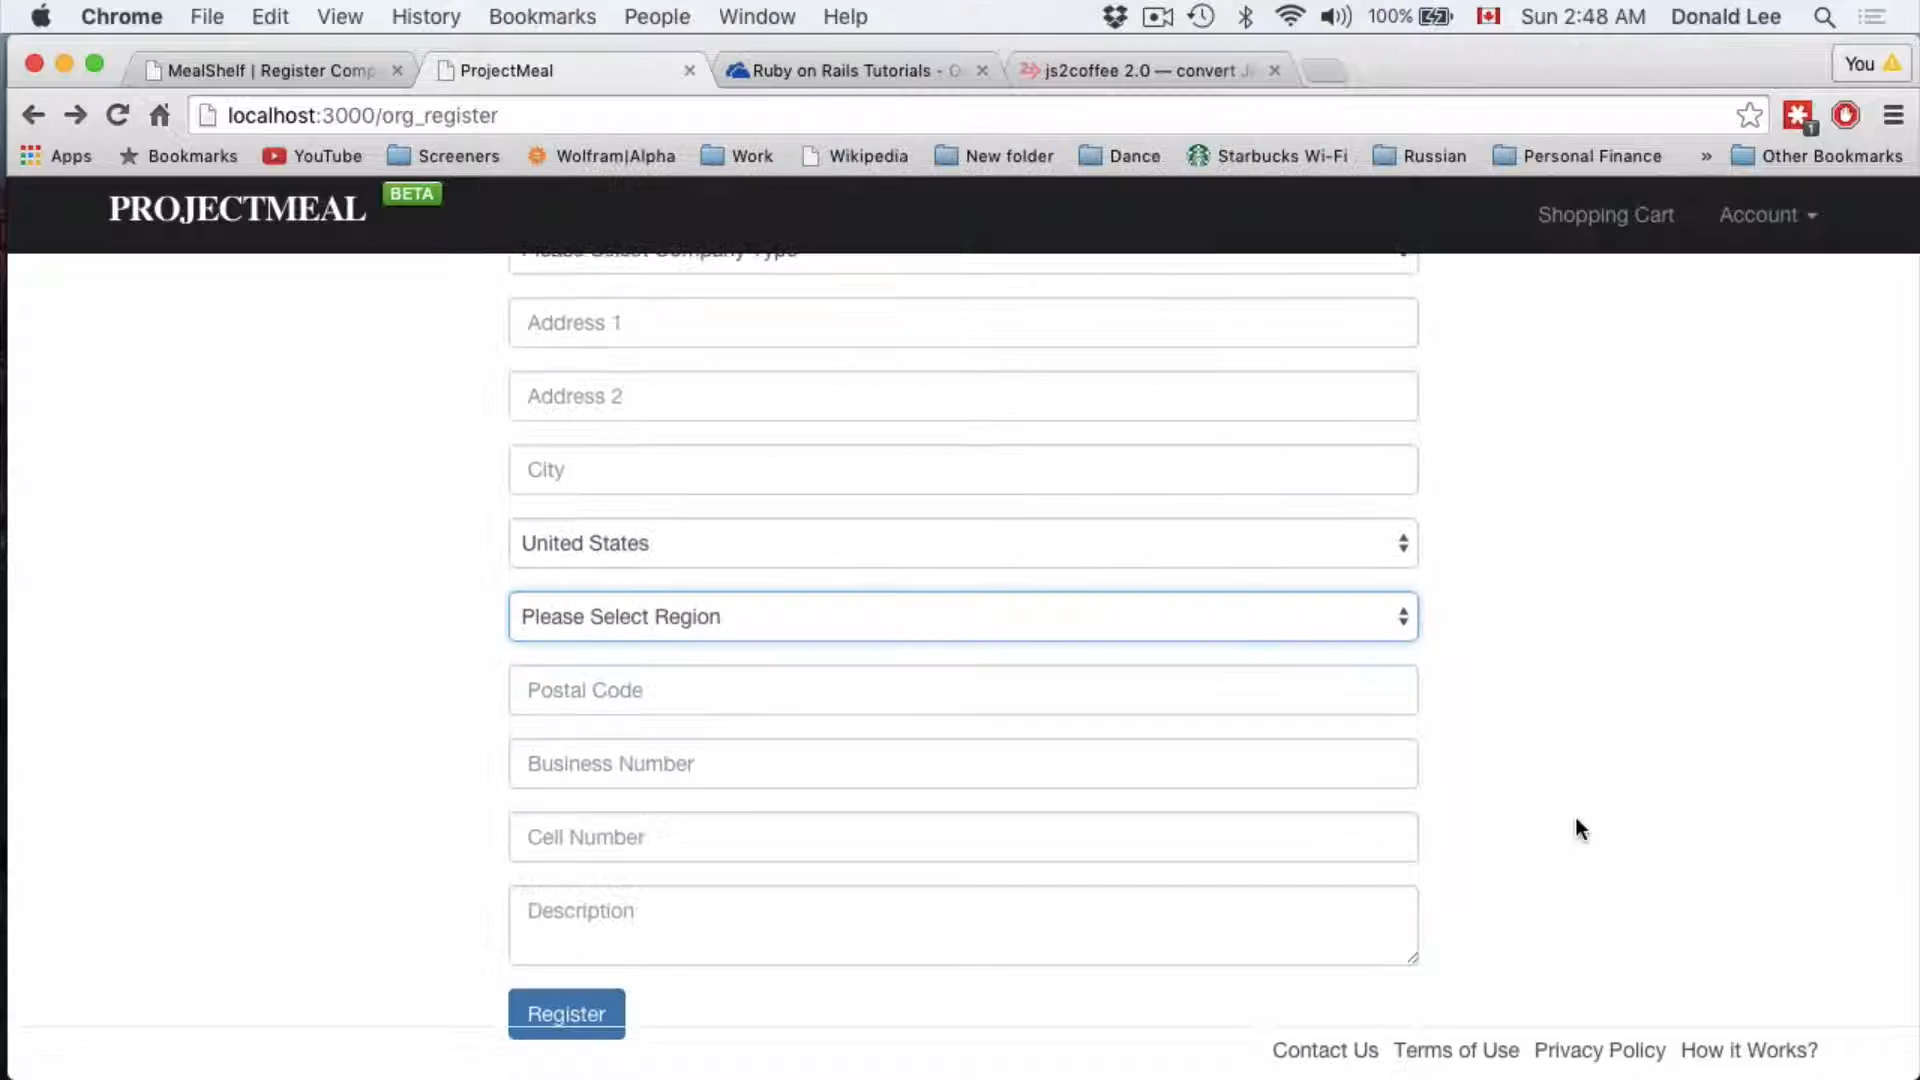 Chrome File Edit View History Bookmarks People Window Help 100% Sun 2:48 AM Donald Lee
MealShelf | Register Comp ProjectMeal Ruby on Rails Tutorials - js2coffee 2.0 — convert You
localhost:3000/org_register
Apps Bookmarks YouTube Screeners Wolfram|Alpha Work Wikipedia New folder Dance Starbucks Wi-Fi Russian Personal Finance » Other Bookmarks
PROJECTMEAL BETA Shopping Cart Account
Please Select Company Type
Address 1
Address 2
City
United States
Please Select Region
Postal Code
Business Number
Cell Number
Description
Register
Contact Us Terms of Use Privacy Policy How it Works?